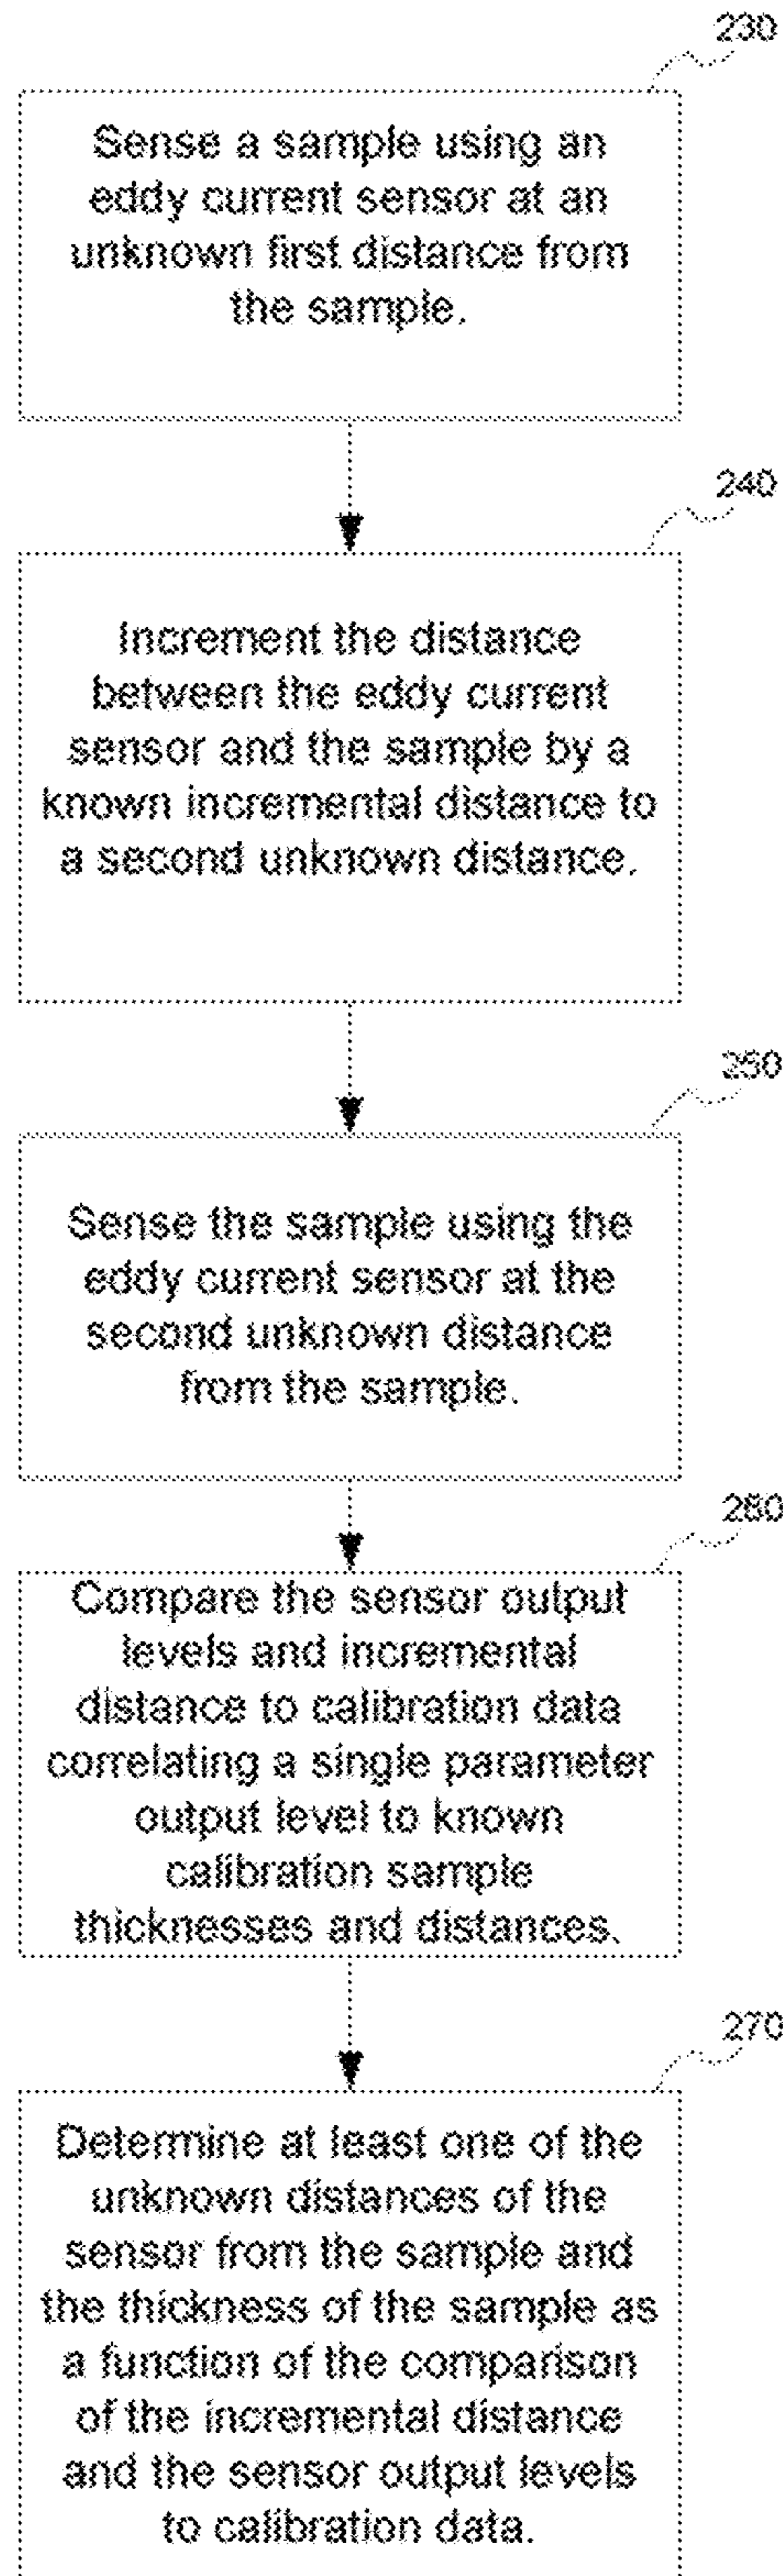 230
Sense a sample using an
eddy current sensor at an
unknown first distance from
the sample.
240
Increment the distance
between the eddy current
sensor and the sample by a
known incremental distance to
a second unknown distance.
250
Sense the sample using the
eddy current sensor at the
second unknown distance
from the sample.
260
Compare the sensor output
levels and incremental
distance to calibration data
correlating a single parameter
output level to known
calibration sample
thicknesses and distances.
270
Determine at least one of the
unknown distances of the
sensor from the sample and
the thickness of the sample as
a function of the comparison
of the incremental distance
and the sensor output levels
to calibration data.